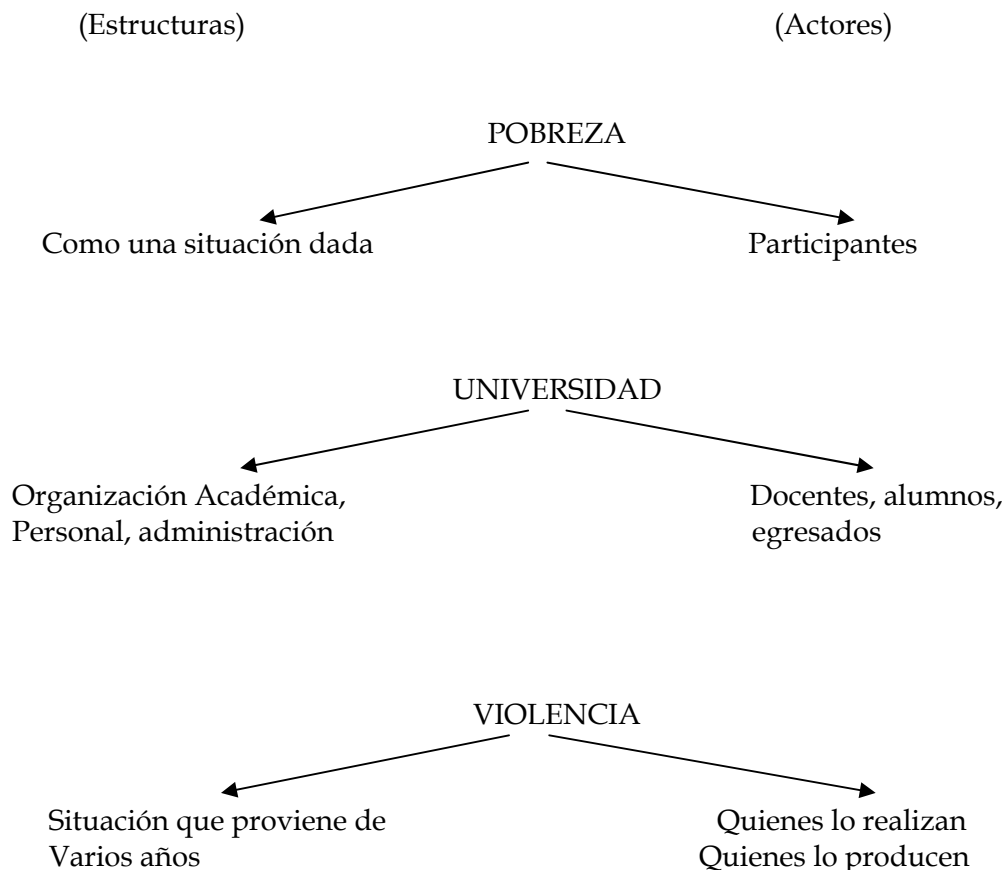 (Estructuras) (Actores)
POBREZA
Como una situación dada Participantes
UNIVERSIDAD
Organización Académica, Docentes, alumnos,
Personal, administración egresados
VIOLENCIA
Situación que proviene de Quienes lo realizan
Varios años Quienes lo producen